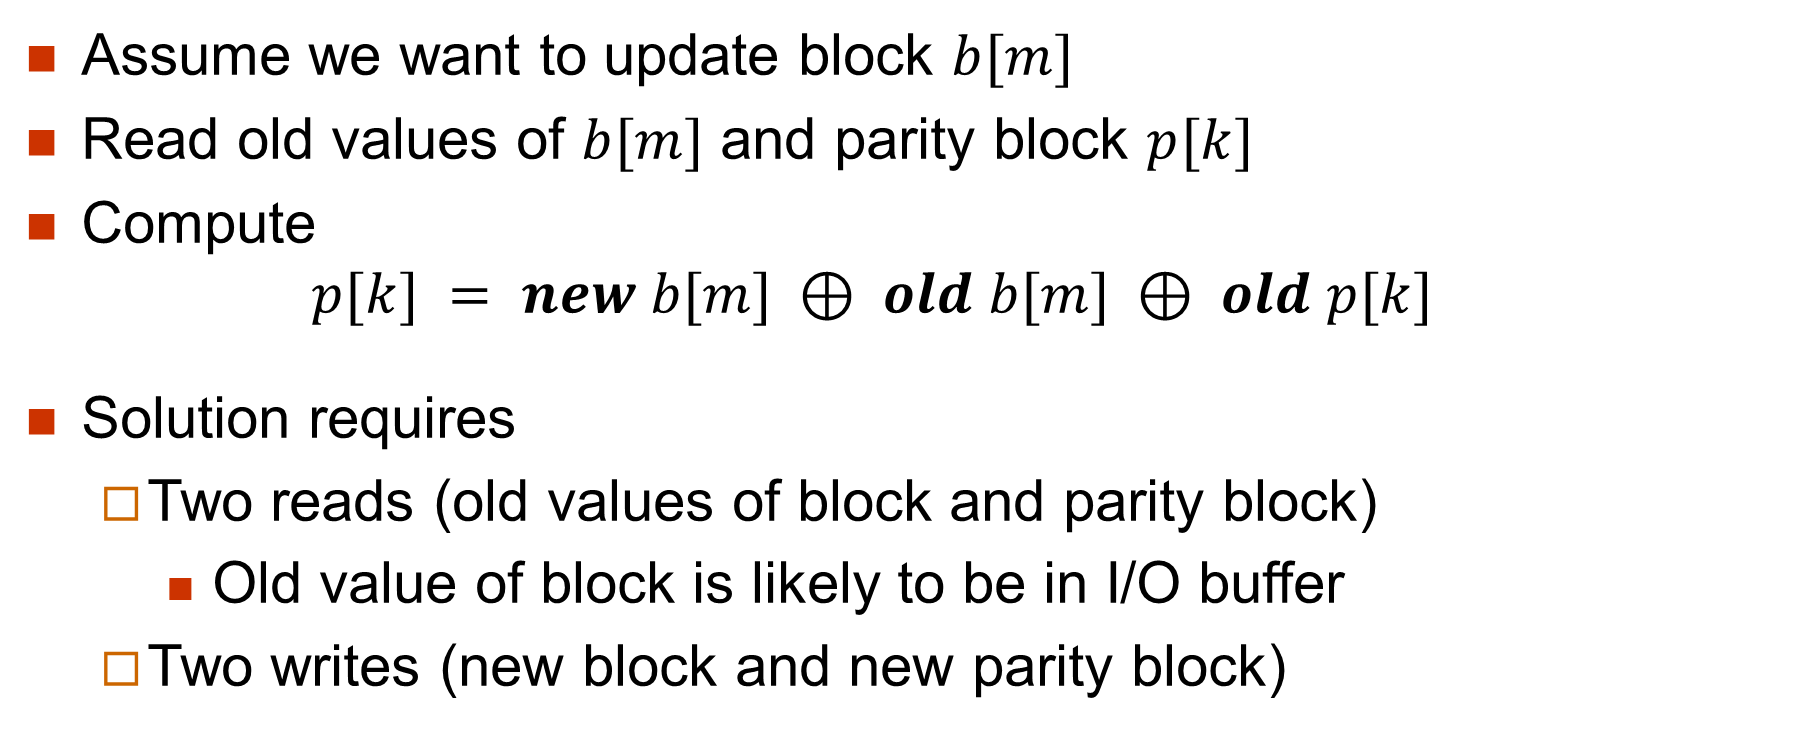 Assume we want to update block b[m]
Read old values of b[m] and parity block p[k]
Compute
p[k] = new b[m] ⊕ old b[m] ⊕ old p[k]
Solution requires
Two reads (old values of block and parity block)
Old value of block is likely to be in I/O buffer
Two writes (new block and new parity block)